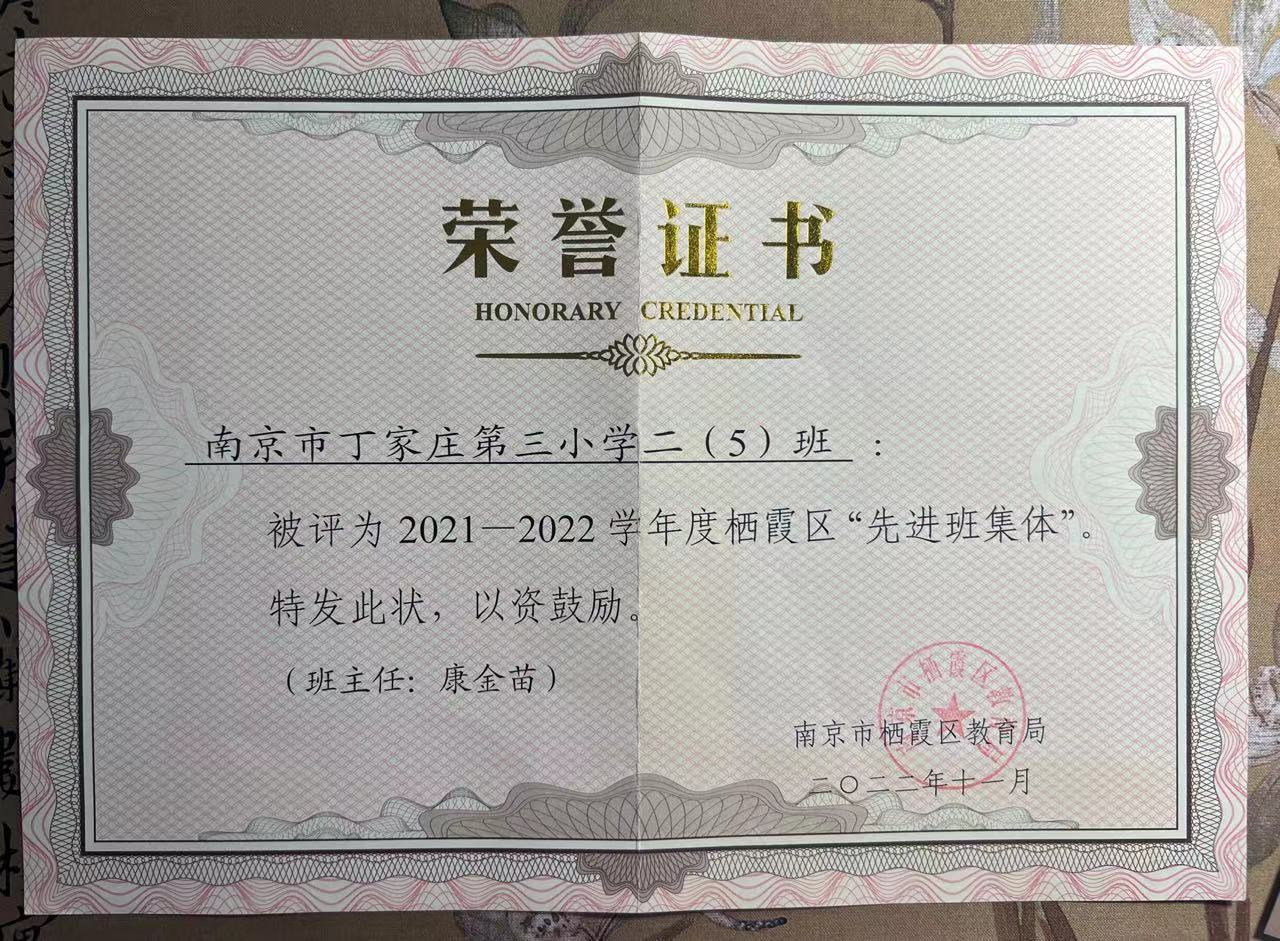 荣誉证书
HONORARY CREDENTIAL
南京市丁家庄第三小学二（5）班：
被评为 2021—2022 学年度栖霞区“先进班集体”。
特发此状，以资鼓励。
（班主任：康金苗）
南京市栖霞区教育局
二〇二二年十一月